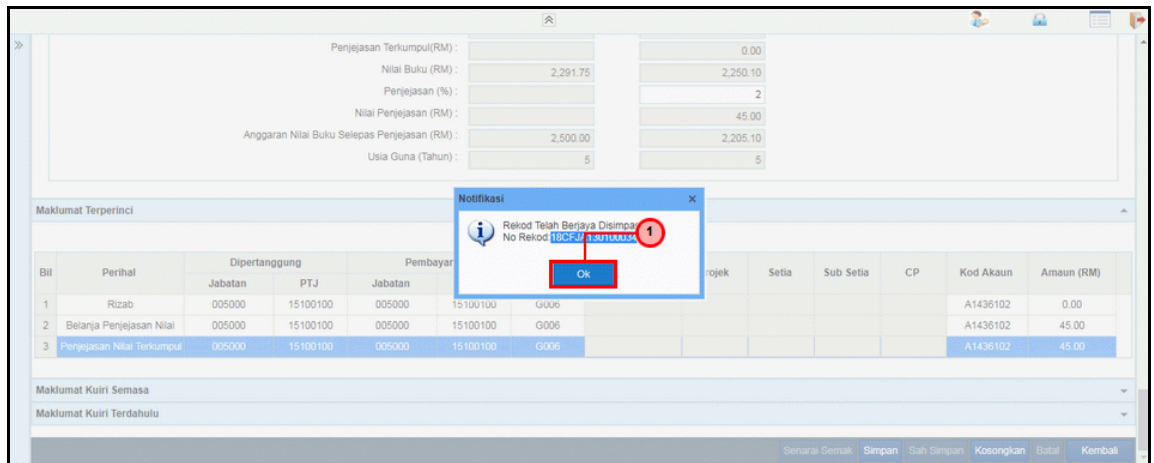 Penjejasan Terkumpul(RM) : 0.00
Nilai Buku (RM) : 2,291.75 2,250.10
Penjejasan (%) : 2
Nilai Penjejasan (RM) : 45.00
Anggaran Nilai Buku Selepas Penjejasan (RM) : 2,500.00 2,205.10
Usia Guna (Tahun) : 5 5
Notifikasi x
Rekod Telah Berjaya
No Rekod
1
Ok
Maklumat Terperinci
Bil Perihal Dipertanggung Setia Sub Setia CP Kod Akaun Amaun (RM)
Jabatan PTJ Jabatan
1 Rizab 005000 15100100 005000 15100100 G006 A1436102 0.00
2 Belanja Penjejasan Nilai 005000 15100100 005000 15100100 G006 A1436102 45.00
3 Penjejasan Nilai Terkumpul 005000 15100100 005000 15100100 G006 A1436102 45.00
Maklumat Kuiri Semasa
Maklumat Kuiri Terdahulu
Senarai Semak Simpan Sah Simpan Kosongkan Batal Kembali